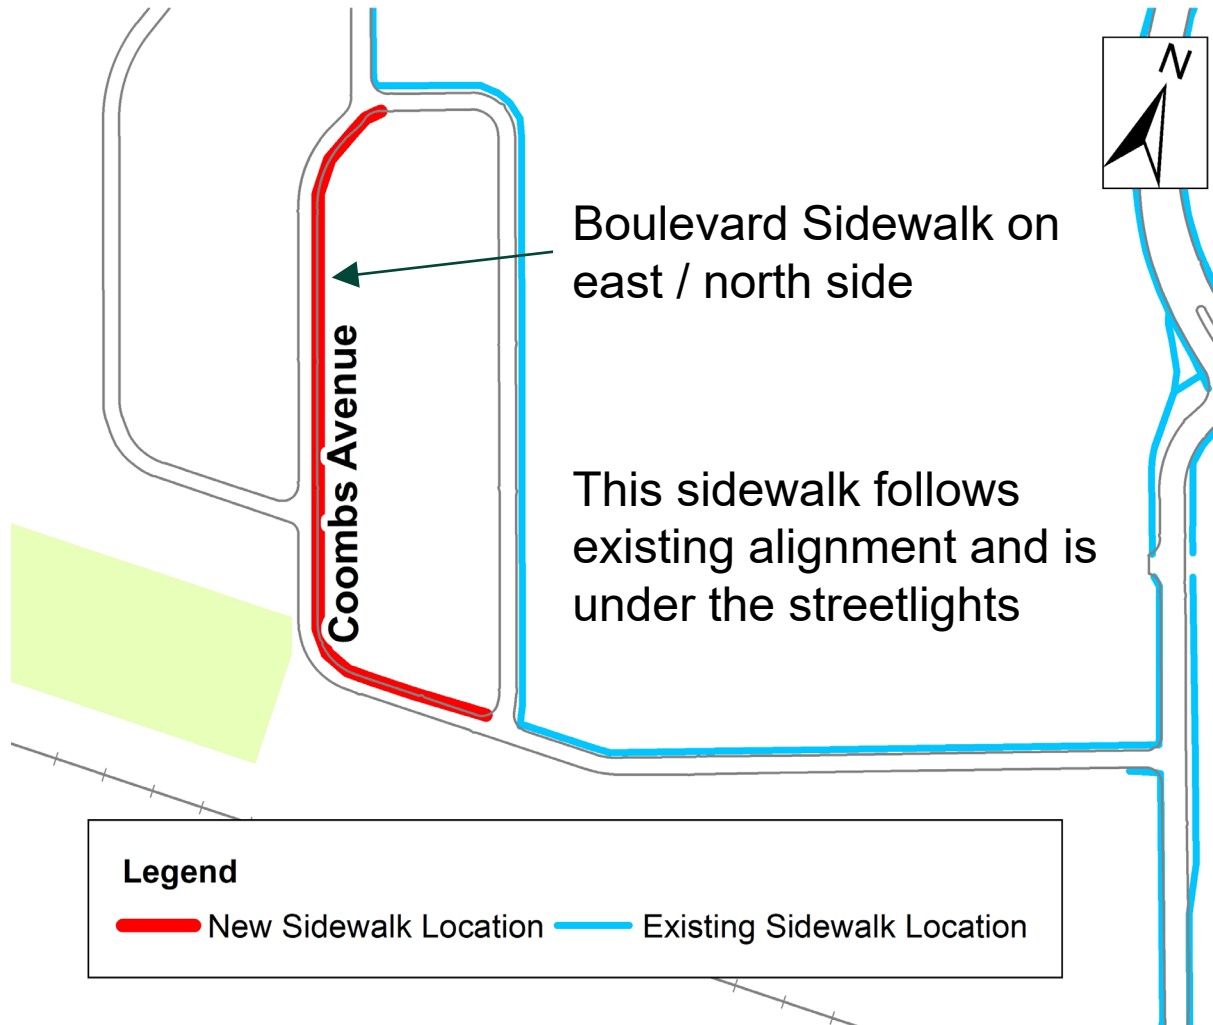 N
Boulevard Sidewalk on
east / north side
Coombs Avenue
This sidewalk follows
existing alignment and is
under the streetlights
Legend
New Sidewalk Location
Existing Sidewalk Location